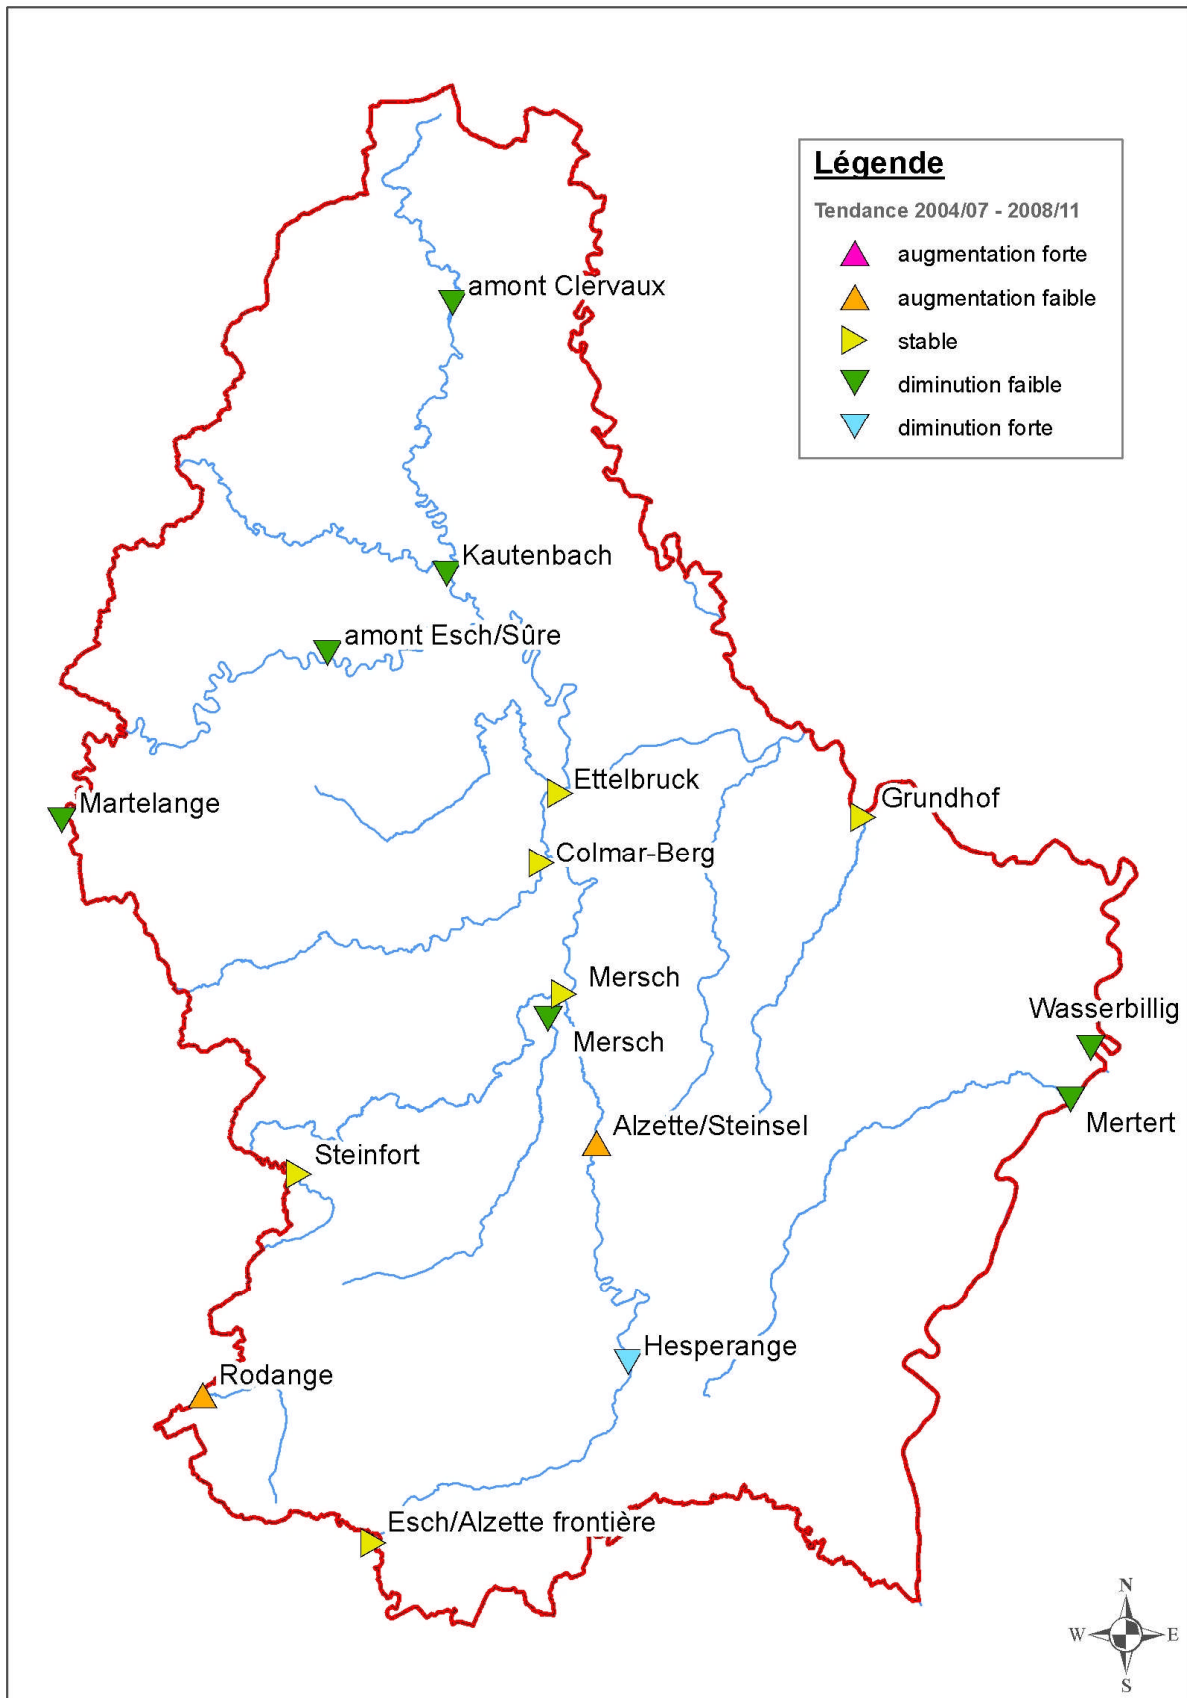 Légende
Tendance 2004/07 - 2008/11
augmentation forte
augmentation faible
stable
diminution faible
diminution forte
amont Clervaux
Kautenbach
amont Esch/Sûre
Ettelbruck
Martelange
Grundhof
Colmar-Berg
Mersch
Wasserbillig
Mersch
Alzette/Steinsel
Mertert
Steinfort
Hesperange
Rodange
Esch/Alzette frontière
N
W E
S